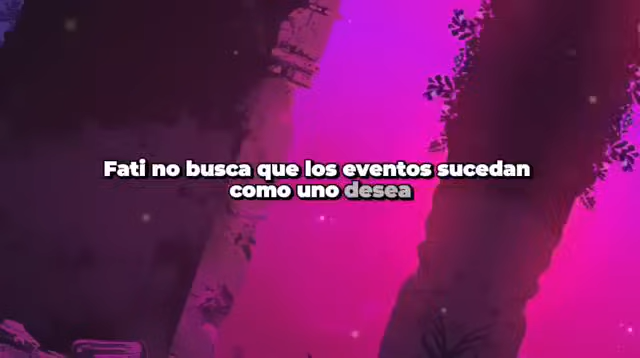 Fati no busca que los eventos sucedan
como uno desea